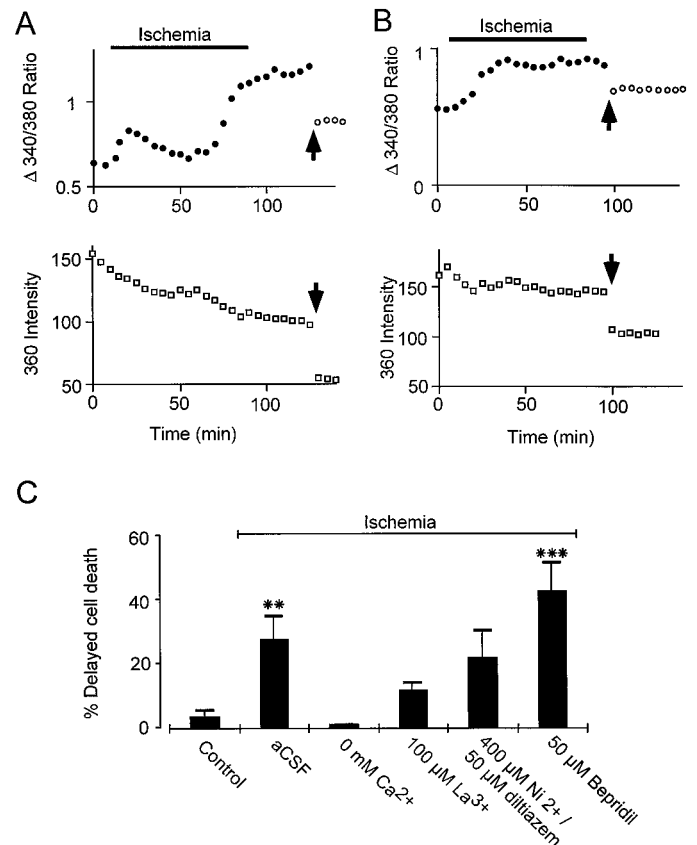 A
Ischemia
Δ 340/380 Ratio
1
0.5
0 50 100
360 Intensity
150
100
50
0 50 100
Time (min)
B
Ischemia
Δ 340/380 Ratio
1
0
0 50 100
360 Intensity
150
100
50
0 50 100
Time (min)
C
Ischemia
% Delayed cell death
60
40
20
0
**
***
Control
aCSF
0 mM Ca2+
100 µM La3+
400 µM Ni 2+ /
50 µM diltiazem
50 µM Bepridil